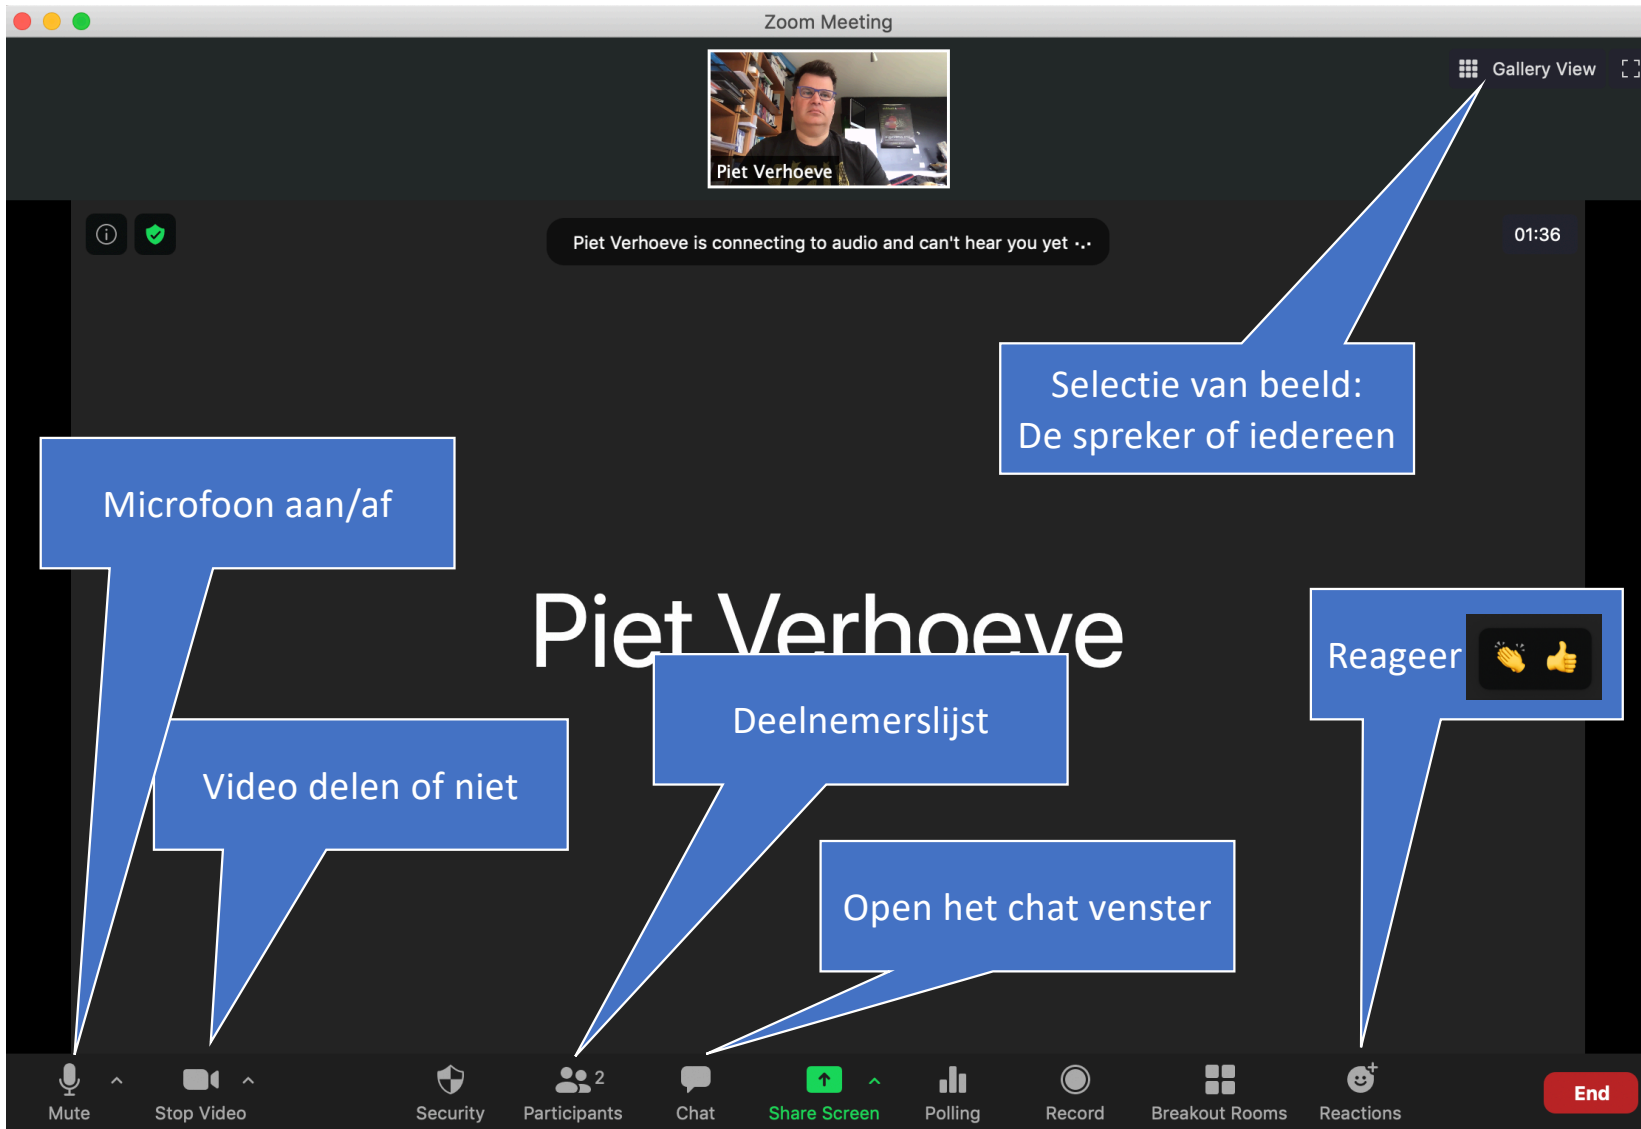 Zoom Meeting
Gallery View
Piet Verhoeve
Piet Verhoeve is connecting to audio and can't hear you yet
01:36
Selectie van beeld:
De spreker of iedereen
Microfoon aan/af
Piet Verhoeve
Reageer
Deelnemerslijst
Video delen of niet
Open het chat venster
2
Mute
Stop Video
Security
Participants
Chat
Share Screen
Polling
Record
Breakout Rooms
Reactions
End